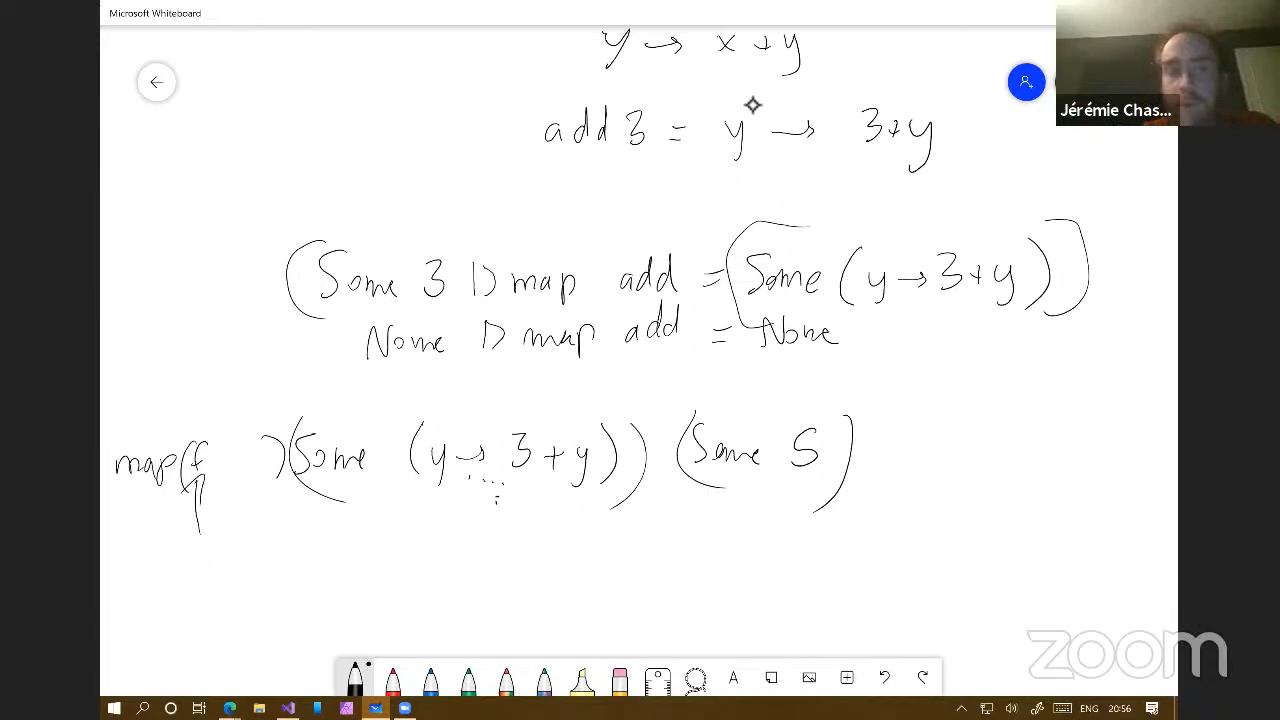 Microsoft Whiteboard
y → x + y
Jérémie Chas...
add 3 = y → 3 + y
(Some 3 |> map add = (Some (y → 3 + y))
None |> map add = None
map(f )(Some (y → 3 + y)) (Some 5)
zoom
A
ENG 20:56